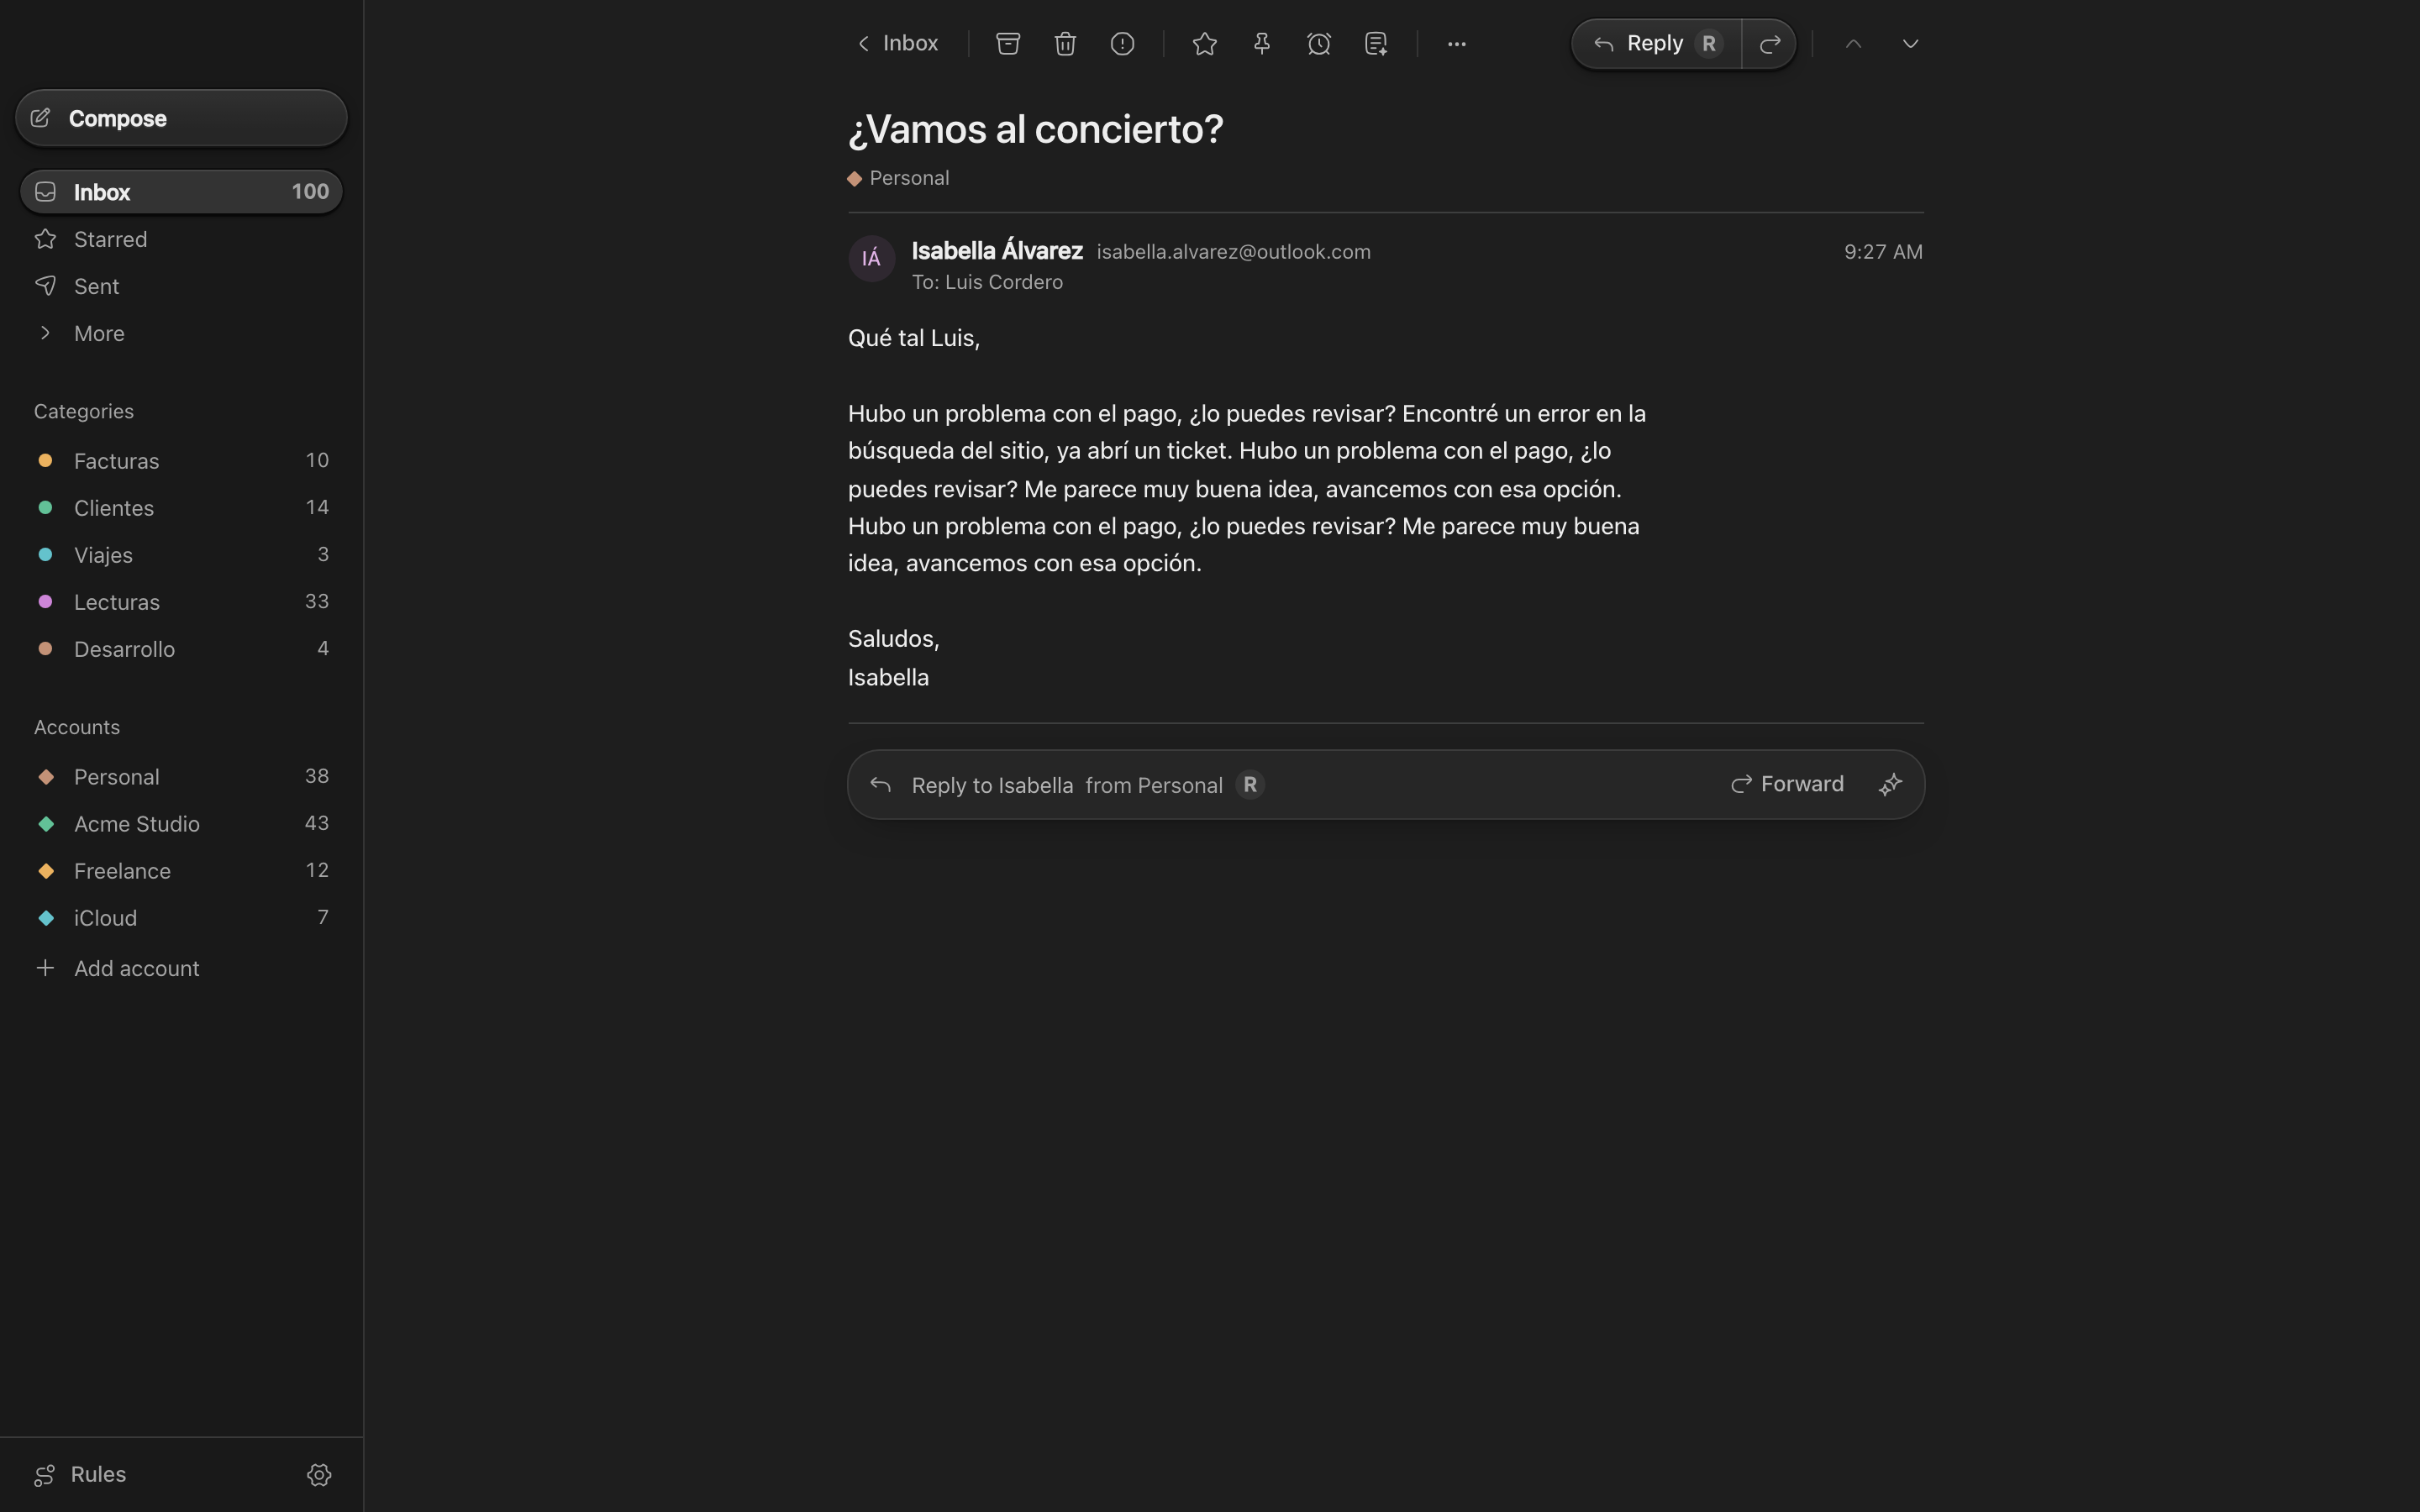 Compose
Inbox 100
Starred
Sent
More
Categories
Facturas 10
Clientes 14
Viajes 3
Lecturas 33
Desarrollo 4
Accounts
Personal 38
Acme Studio 43
Freelance 12
iCloud 7
Add account
Rules
Inbox
Reply R
¿Vamos al concierto?
Personal
IÁ
Isabella Álvarez isabella.alvarez@outlook.com 9:27 AM
To: Luis Cordero
Qué tal Luis,
Hubo un problema con el pago, ¿lo puedes revisar? Encontré un error en la
búsqueda del sitio, ya abrí un ticket. Hubo un problema con el pago, ¿lo
puedes revisar? Me parece muy buena idea, avancemos con esa opción.
Hubo un problema con el pago, ¿lo puedes revisar? Me parece muy buena
idea, avancemos con esa opción.
Saludos,
Isabella
Reply to Isabella from Personal R Forward